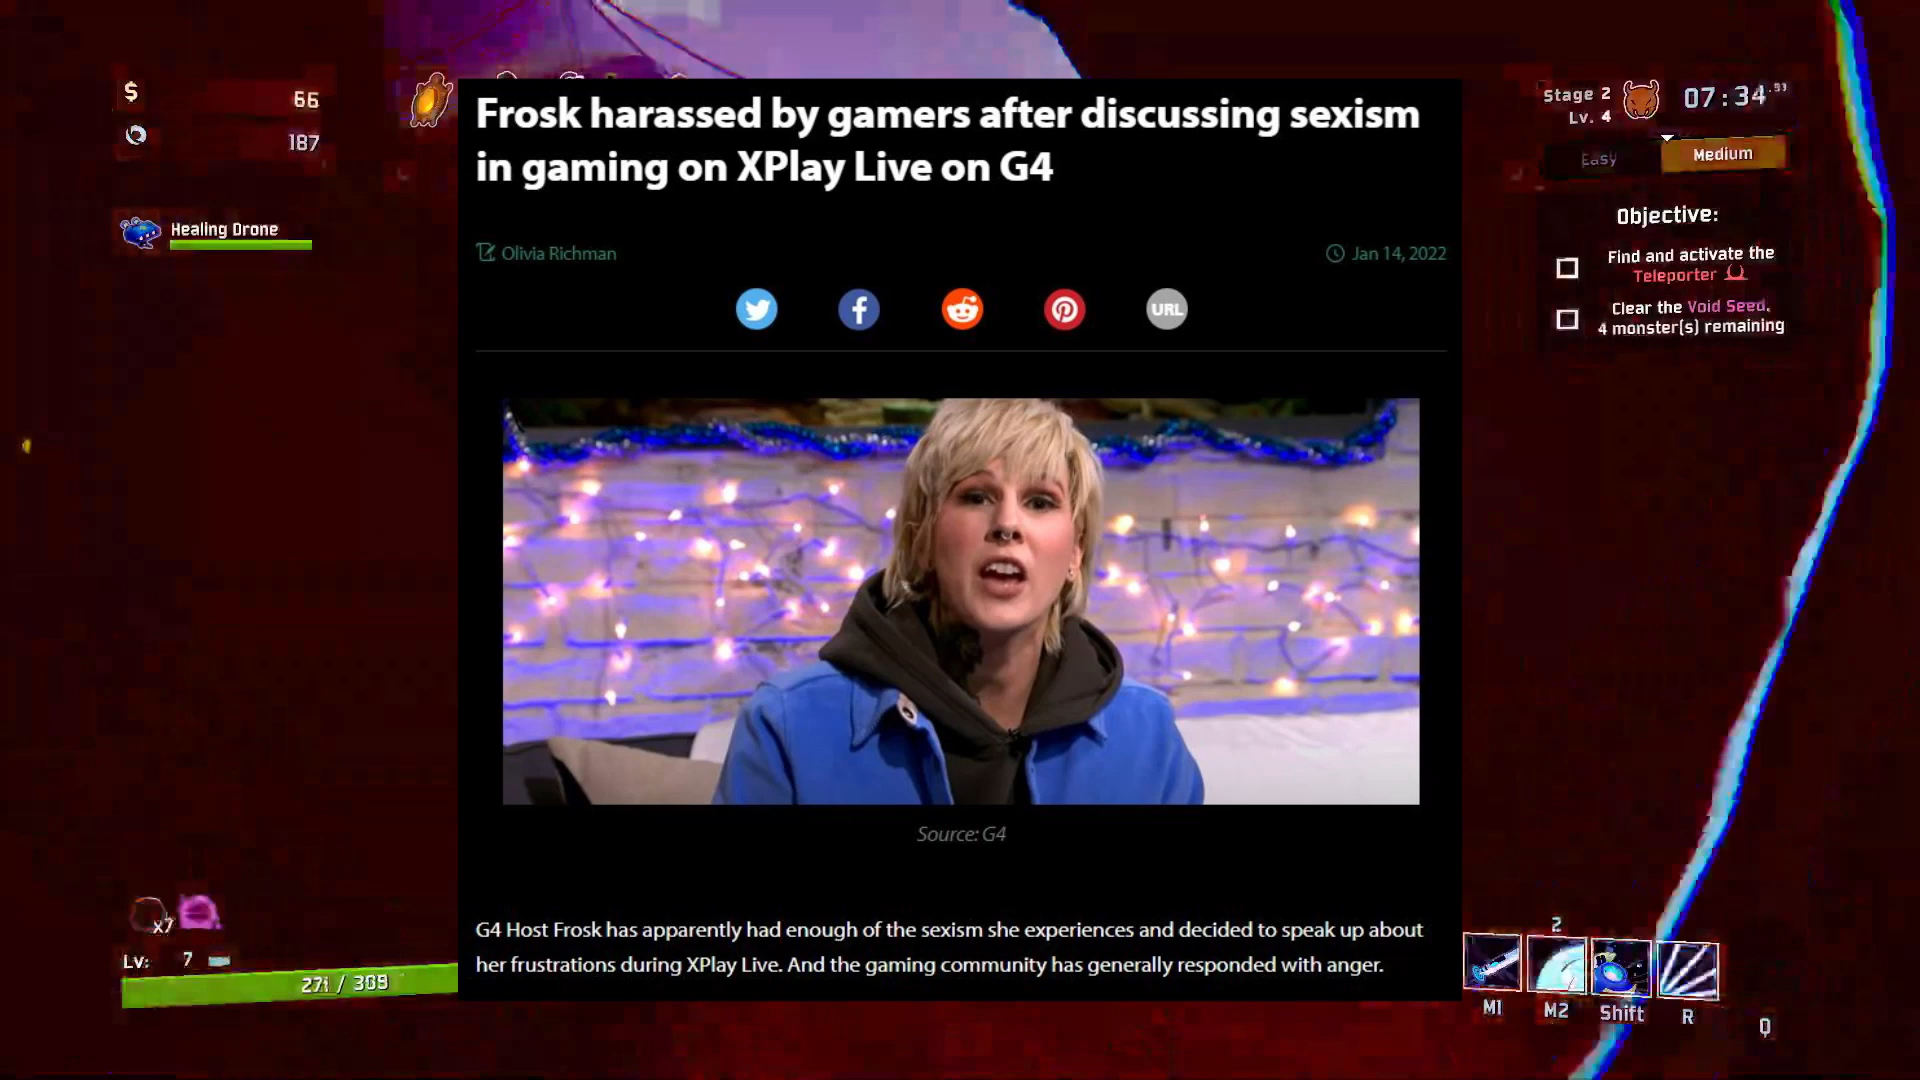 $
66
187
Healing Drone
Frosk harassed by gamers after discussing sexism
in gaming on XPlay Live on G4
Olivia Richman
Jan 14, 2022
URL
Source: G4
G4 Host Frosk has apparently had enough of the sexism she experiences and decided to speak up about
her frustrations during XPlay Live. And the gaming community has generally responded with anger.
Stage 2
Lv. 4
07:34
Easy
Medium
Objective:
Find and activate the
Teleporter
Clear the Void Seed.
4 monster(s) remaining
x7
Lv: 7
271 / 309
2
M1
M2
Shift
R
Q